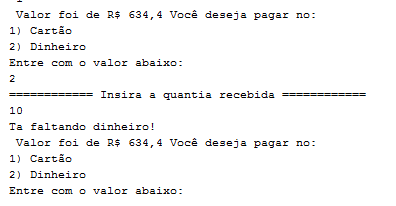 Valor foi de R$ 634,4 Você deseja pagar no:
1) Cartão
2) Dinheiro
Entre com o valor abaixo:
2
============ Insira a quantia recebida ============
10
Ta faltando dinheiro!
Valor foi de R$ 634,4 Você deseja pagar no:
1) Cartão
2) Dinheiro
Entre com o valor abaixo: